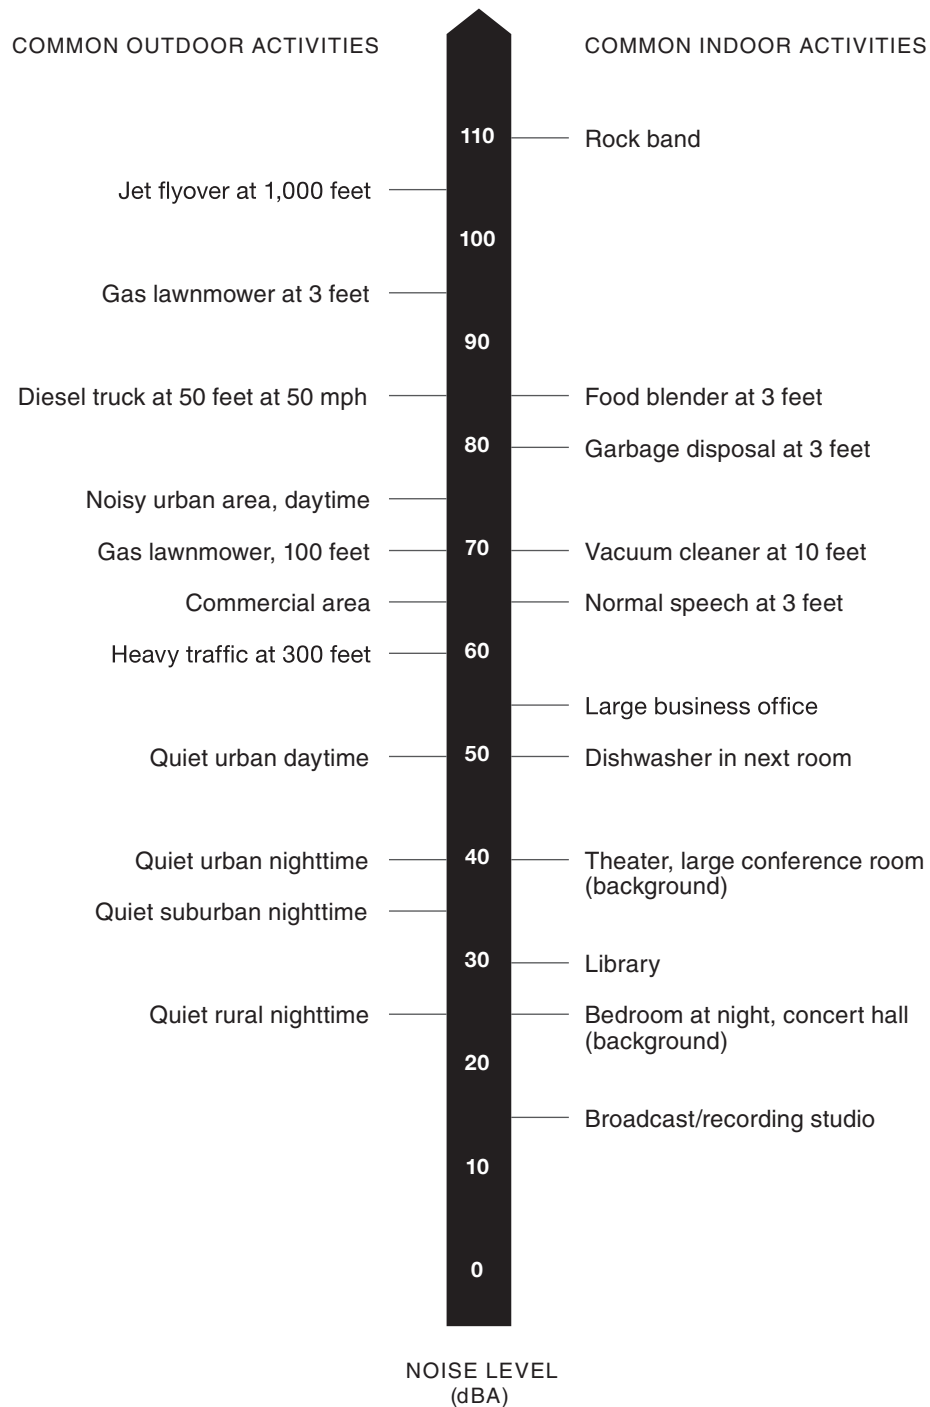 COMMON OUTDOOR ACTIVITIES
COMMON INDOOR ACTIVITIES
110
Rock band
Jet flyover at 1,000 feet
100
Gas lawnmower at 3 feet
90
Diesel truck at 50 feet at 50 mph
Food blender at 3 feet
80
Garbage disposal at 3 feet
Noisy urban area, daytime
Gas lawnmower, 100 feet
70
Vacuum cleaner at 10 feet
Commercial area
Normal speech at 3 feet
Heavy traffic at 300 feet
60
Large business office
Quiet urban daytime
50
Dishwasher in next room
Quiet urban nighttime
40
Theater, large conference room
(background)
Quiet suburban nighttime
30
Library
Quiet rural nighttime
Bedroom at night, concert hall
(background)
20
Broadcast/recording studio
10
0
NOISE LEVEL
(dBA)